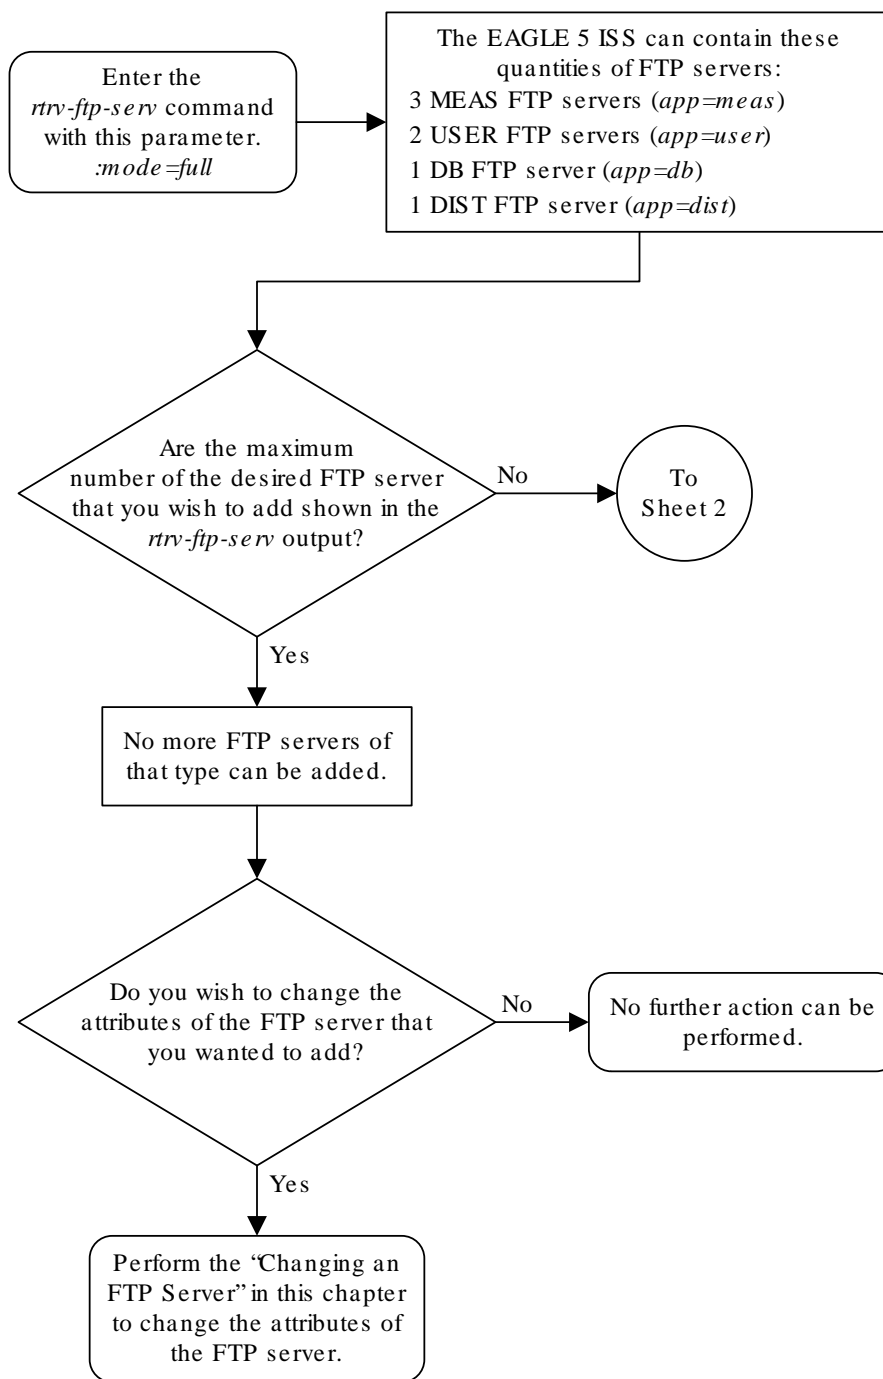 Enter the
rtrv-ftp-serv command
with this parameter.
:mode=full
The EAGLE 5 ISS can contain these
quantities of FTP servers:
3 MEAS FTP servers (app=meas)
2 USER FTP servers (app=user)
1 DB FTP server (app=db)
1 DIST FTP server (app=dist)
Are the maximum
number of the desired FTP server
that you wish to add shown in the
rtrv-ftp-serv output?
No
To
Sheet 2
Yes
No more FTP servers of
that type can be added.
Do you wish to change the
attributes of the FTP server that
you wanted to add?
No
No further action can be
performed.
Yes
Perform the “Changing an
FTP Server” in this chapter
to change the attributes of
the FTP server.